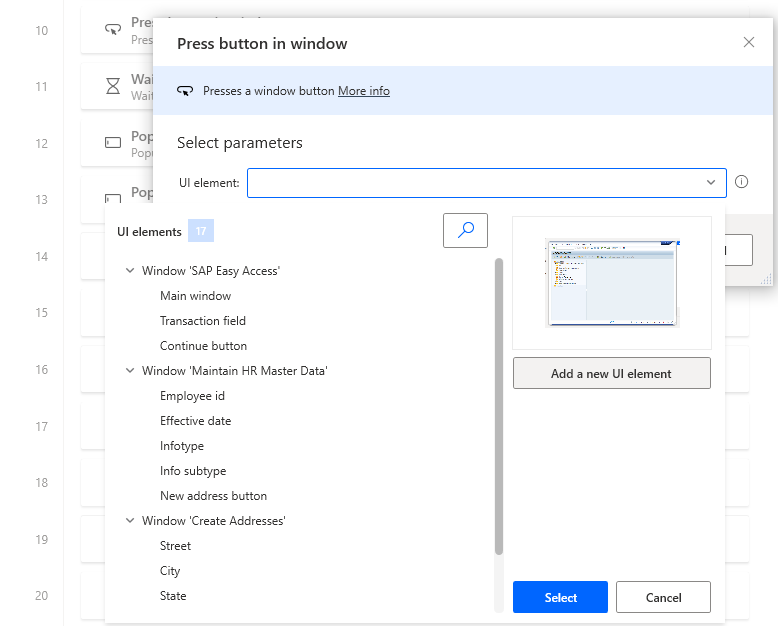 10
Pres
Pres
11
Wai
Wait
12
Pop
Popu
13
Pop
14
15
16
17
18
19
20
Press button in window
Presses a window button More info
Select parameters
UI element:
UI elements 17
Window 'SAP Easy Access'
Main window
Transaction field
Continue button
Window 'Maintain HR Master Data'
Employee id
Effective date
Infotype
Info subtype
New address button
Window 'Create Addresses'
Street
City
State
Add a new UI element
Select
Cancel